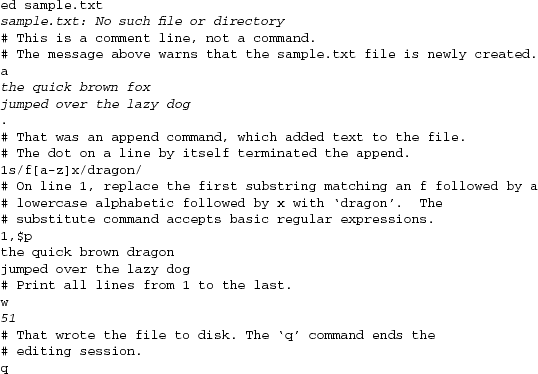 ed sample.txt
sample.txt: No such file or directory
# This is a comment line, not a command.
# The message above warns that the sample.txt file is newly created.
a
the quick brown fox
jumped over the lazy dog
.
# That was an append command, which added text to the file.
# The dot on a line by itself terminated the append.
1s/f[a-z]x/dragon/
# On line 1, replace the first substring matching an f followed by a
# lowercase alphabetic followed by x with ‘dragon’.  The
# substitute command accepts basic regular expressions.
1,$p
the quick brown dragon
jumped over the lazy dog
# Print all lines from 1 to the last.
w
51
# That wrote the file to disk. The ‘q’ command ends the
# editing session.
q